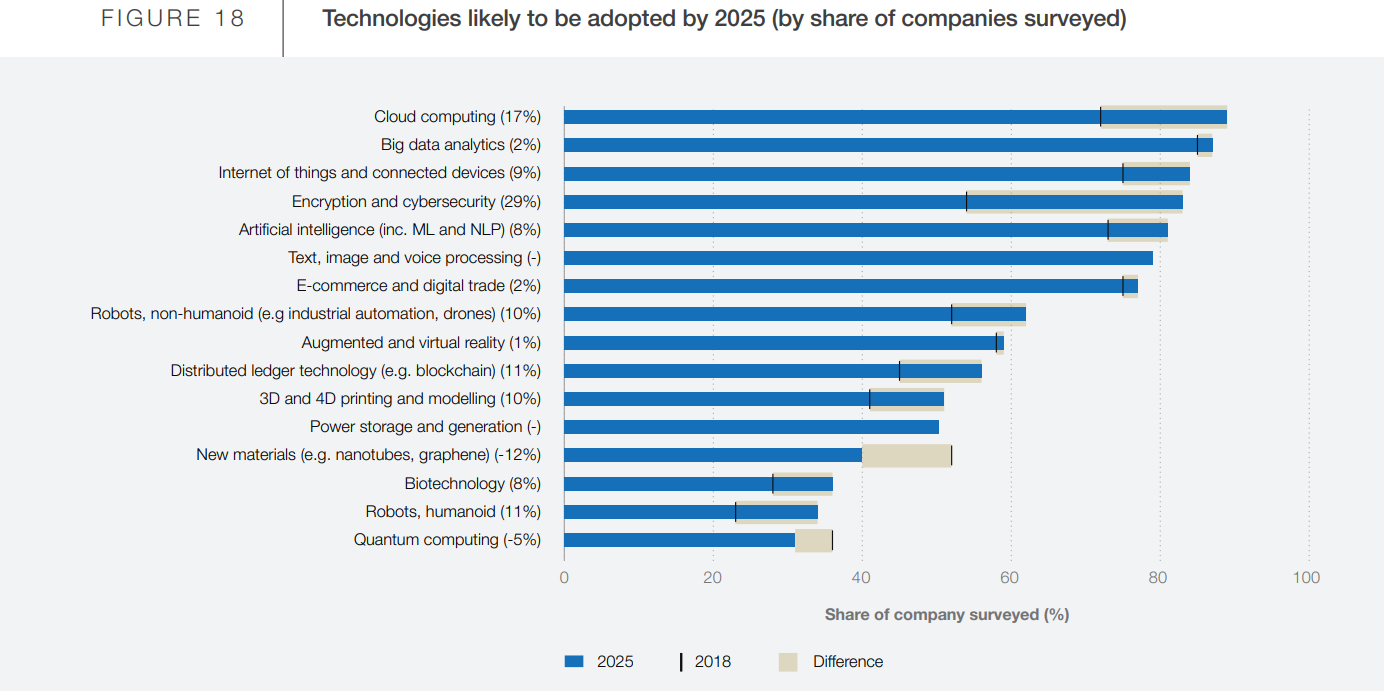 FIGURE 18
Technologies likely to be adopted by 2025 (by share of companies surveyed)
Cloud computing (17%)
Big data analytics (2%)
Internet of things and connected devices (9%)
Encryption and cybersecurity (29%)
Artificial intelligence (inc. ML and NLP) (8%)
Text, image and voice processing (-)
E-commerce and digital trade (2%)
Robots, non-humanoid (e.g industrial automation, drones) (10%)
Augmented and virtual reality (1%)
Distributed ledger technology (e.g. blockchain) (11%)
3D and 4D printing and modelling (10%)
Power storage and generation (-)
New materials (e.g. nanotubes, graphene) (-12%)
Biotechnology (8%)
Robots, humanoid (11%)
Quantum computing (-5%)
0 20 40 60 80 100
Share of company surveyed (%)
2025 2018 Difference